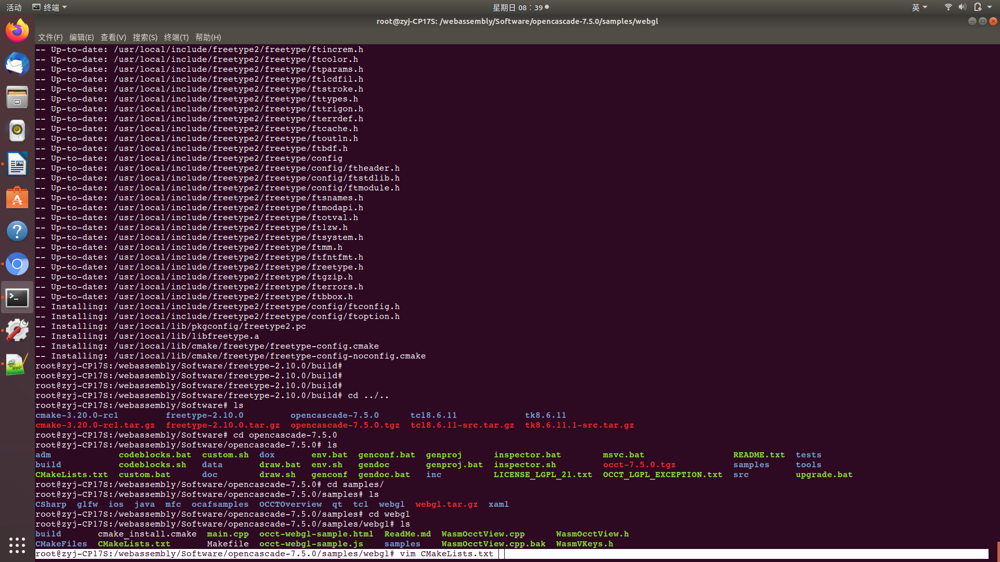 活动 终端 星期日 08：39 英
root@zyj-CP17S: /webassembly/Software/opencascade-7.5.0/samples/webgl
文件(F) 编辑(E) 查看(V) 搜索(S) 终端(T) 帮助(H)
-- Up-to-date: /usr/local/include/freetype2/freetype/ftincrem.h
-- Up-to-date: /usr/local/include/freetype2/freetype/ftcolor.h
-- Up-to-date: /usr/local/include/freetype2/freetype/ftparams.h
-- Up-to-date: /usr/local/include/freetype2/freetype/ftlcdfil.h
-- Up-to-date: /usr/local/include/freetype2/freetype/ftstroke.h
-- Up-to-date: /usr/local/include/freetype2/freetype/fttypes.h
-- Up-to-date: /usr/local/include/freetype2/freetype/fttrigon.h
-- Up-to-date: /usr/local/include/freetype2/freetype/fterrdef.h
-- Up-to-date: /usr/local/include/freetype2/freetype/ftcache.h
-- Up-to-date: /usr/local/include/freetype2/freetype/ftoutln.h
-- Up-to-date: /usr/local/include/freetype2/freetype/ftbdf.h
-- Up-to-date: /usr/local/include/freetype2/freetype/config
-- Up-to-date: /usr/local/include/freetype2/freetype/config/ftheader.h
-- Up-to-date: /usr/local/include/freetype2/freetype/config/ftstdlib.h
-- Up-to-date: /usr/local/include/freetype2/freetype/config/ftmodule.h
-- Up-to-date: /usr/local/include/freetype2/freetype/ftsnames.h
-- Up-to-date: /usr/local/include/freetype2/freetype/ftmodapi.h
-- Up-to-date: /usr/local/include/freetype2/freetype/ftotval.h
-- Up-to-date: /usr/local/include/freetype2/freetype/ftlzw.h
-- Up-to-date: /usr/local/include/freetype2/freetype/ftsystem.h
-- Up-to-date: /usr/local/include/freetype2/freetype/ftmm.h
-- Up-to-date: /usr/local/include/freetype2/freetype/ftfntfmt.h
-- Up-to-date: /usr/local/include/freetype2/freetype/freetype.h
-- Up-to-date: /usr/local/include/freetype2/freetype/ftgzip.h
-- Up-to-date: /usr/local/include/freetype2/freetype/fterrors.h
-- Up-to-date: /usr/local/include/freetype2/freetype/ftbbox.h
-- Installing: /usr/local/include/freetype2/freetype/config/ftconfig.h
-- Installing: /usr/local/include/freetype2/freetype/config/ftoption.h
-- Installing: /usr/local/lib/pkgconfig/freetype2.pc
-- Installing: /usr/local/lib/libfreetype.a
-- Installing: /usr/local/lib/cmake/freetype/freetype-config.cmake
-- Installing: /usr/local/lib/cmake/freetype/freetype-config-noconfig.cmake
root@zyj-CP17S:/webassembly/Software/freetype-2.10.0/build#
root@zyj-CP17S:/webassembly/Software/freetype-2.10.0/build#
root@zyj-CP17S:/webassembly/Software/freetype-2.10.0/build#
root@zyj-CP17S:/webassembly/Software/freetype-2.10.0/build# cd ../..
root@zyj-CP17S:/webassembly/Software# ls
cmake-3.20.0-rc1 freetype-2.10.0 opencascade-7.5.0 tcl8.6.11 tk8.6.11
cmake-3.20.0-rc1.tar.gz freetype-2.10.0.tar.gz opencascade-7.5.0.tgz tcl8.6.11-src.tar.gz tk8.6.11.1-src.tar.gz
root@zyj-CP17S:/webassembly/Software# cd opencascade-7.5.0
root@zyj-CP17S:/webassembly/Software/opencascade-7.5.0# ls
adm codeblocks.bat custom.sh dox env.bat genconf.bat genproj inspector.bat msvc.bat README.txt tests
build codeblocks.sh data draw.bat env.sh gendoc genproj.bat inspector.sh occt-7.5.0.tgz samples tools
CMakeLists.txt custom.bat doc draw.sh genconf gendoc.bat inc LICENSE_LGPL_21.txt OCCT_LGPL_EXCEPTION.txt src upgrade.bat
root@zyj-CP17S:/webassembly/Software/opencascade-7.5.0# cd samples/
root@zyj-CP17S:/webassembly/Software/opencascade-7.5.0/samples# ls
CSharp glfw ios java mfc ocafsamples OCCTOverview qt tcl webgl webgl.tar.gz xaml
root@zyj-CP17S:/webassembly/Software/opencascade-7.5.0/samples# cd webgl
root@zyj-CP17S:/webassembly/Software/opencascade-7.5.0/samples/webgl# ls
build cmake_install.cmake main.cpp occt-webgl-sample.html ReadMe.md WasmOcctView.cpp WasmOcctView.h
CMakeFiles CMakeLists.txt Makefile occt-webgl-sample.js samples WasmOcctView.cpp.bak WasmVKeys.h
root@zyj-CP17S:/webassembly/Software/opencascade-7.5.0/samples/webgl# vim CMakeLists.txt